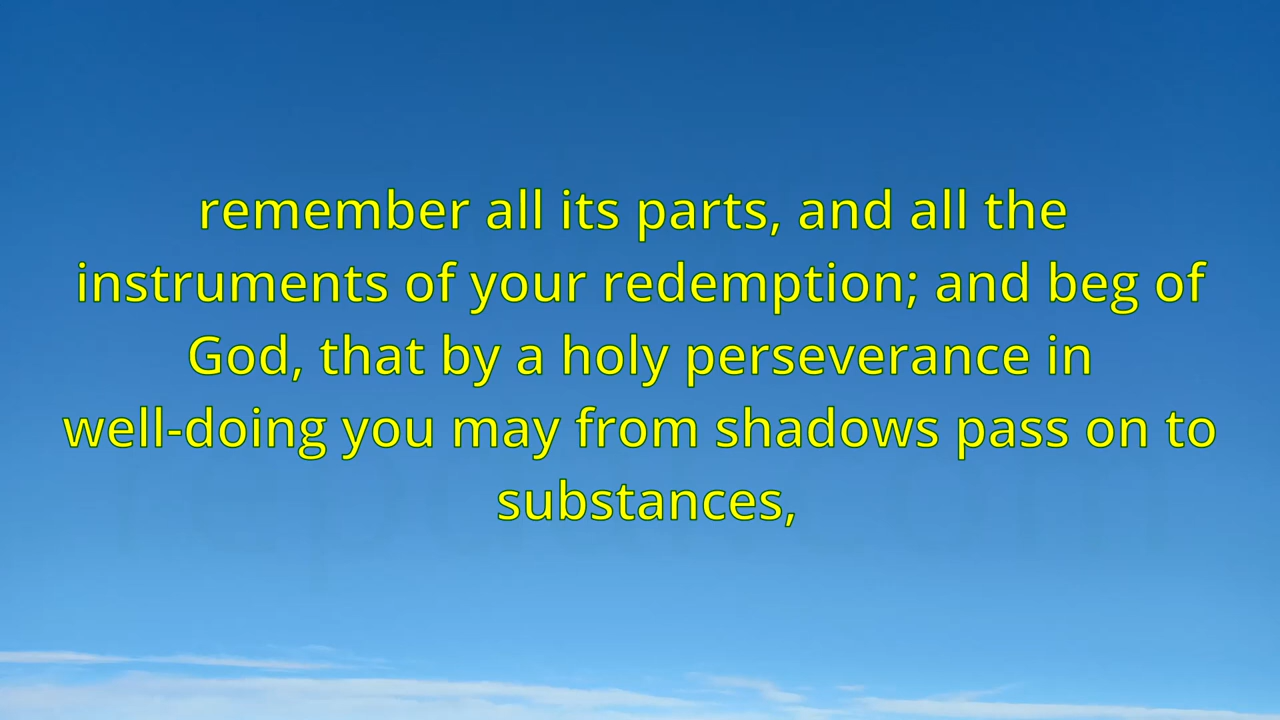 remember all its parts, and all the
instruments of your redemption; and beg of
God, that by a holy perseverance in
well-doing you may from shadows pass on to
substances,